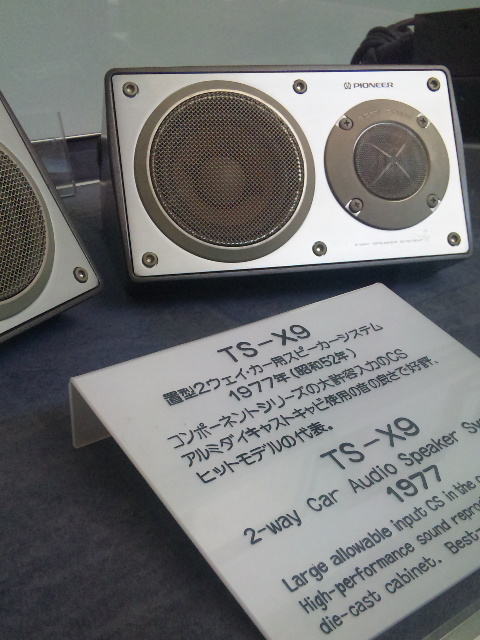 PIONEER
TS-X9
置型2ウェイ・カー用スピーカーシステム
1977年(昭和52年)
コンポーネントシリーズの大許容入力のCS
アルミダイキャストキャビ使用の音の良さで好評。
ヒットモデルの代表。
TS-X9
2-way Car Audio Speaker
1977
Large allowable input CS in the
High-performance sound
die-cast cabinet.